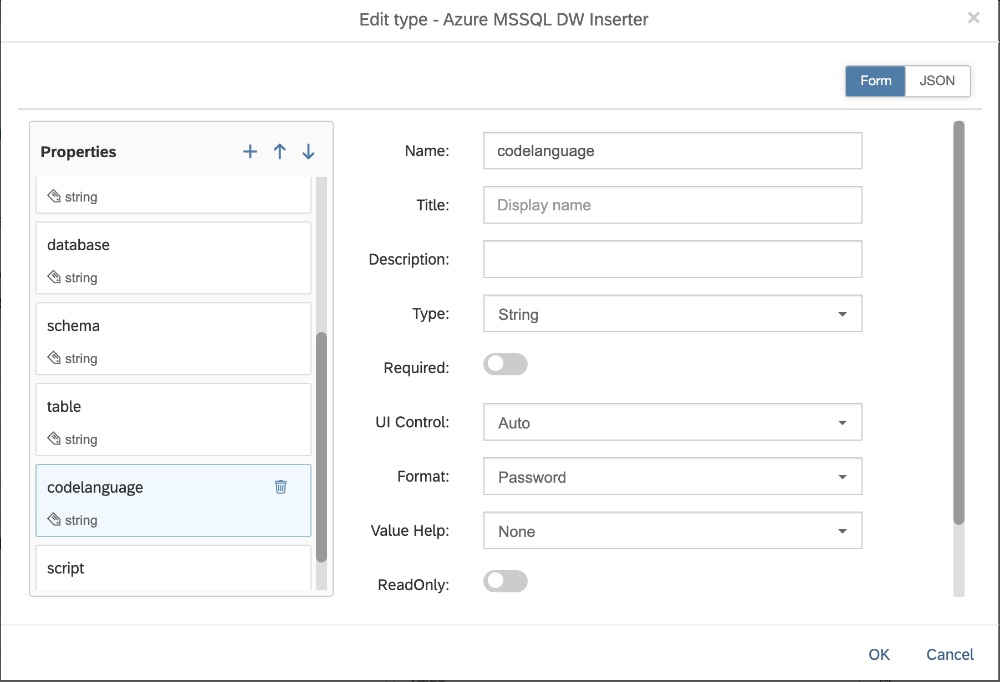 Edit type - Azure MSSQL DW Inserter
Form JSON
Properties
string
database
string
schema
string
table
string
codelanguage
string
script
Name: codelanguage
Title: Display name
Description:
Type: String
Required:
UI Control: Auto
Format: Password
Value Help: None
ReadOnly:
OK Cancel